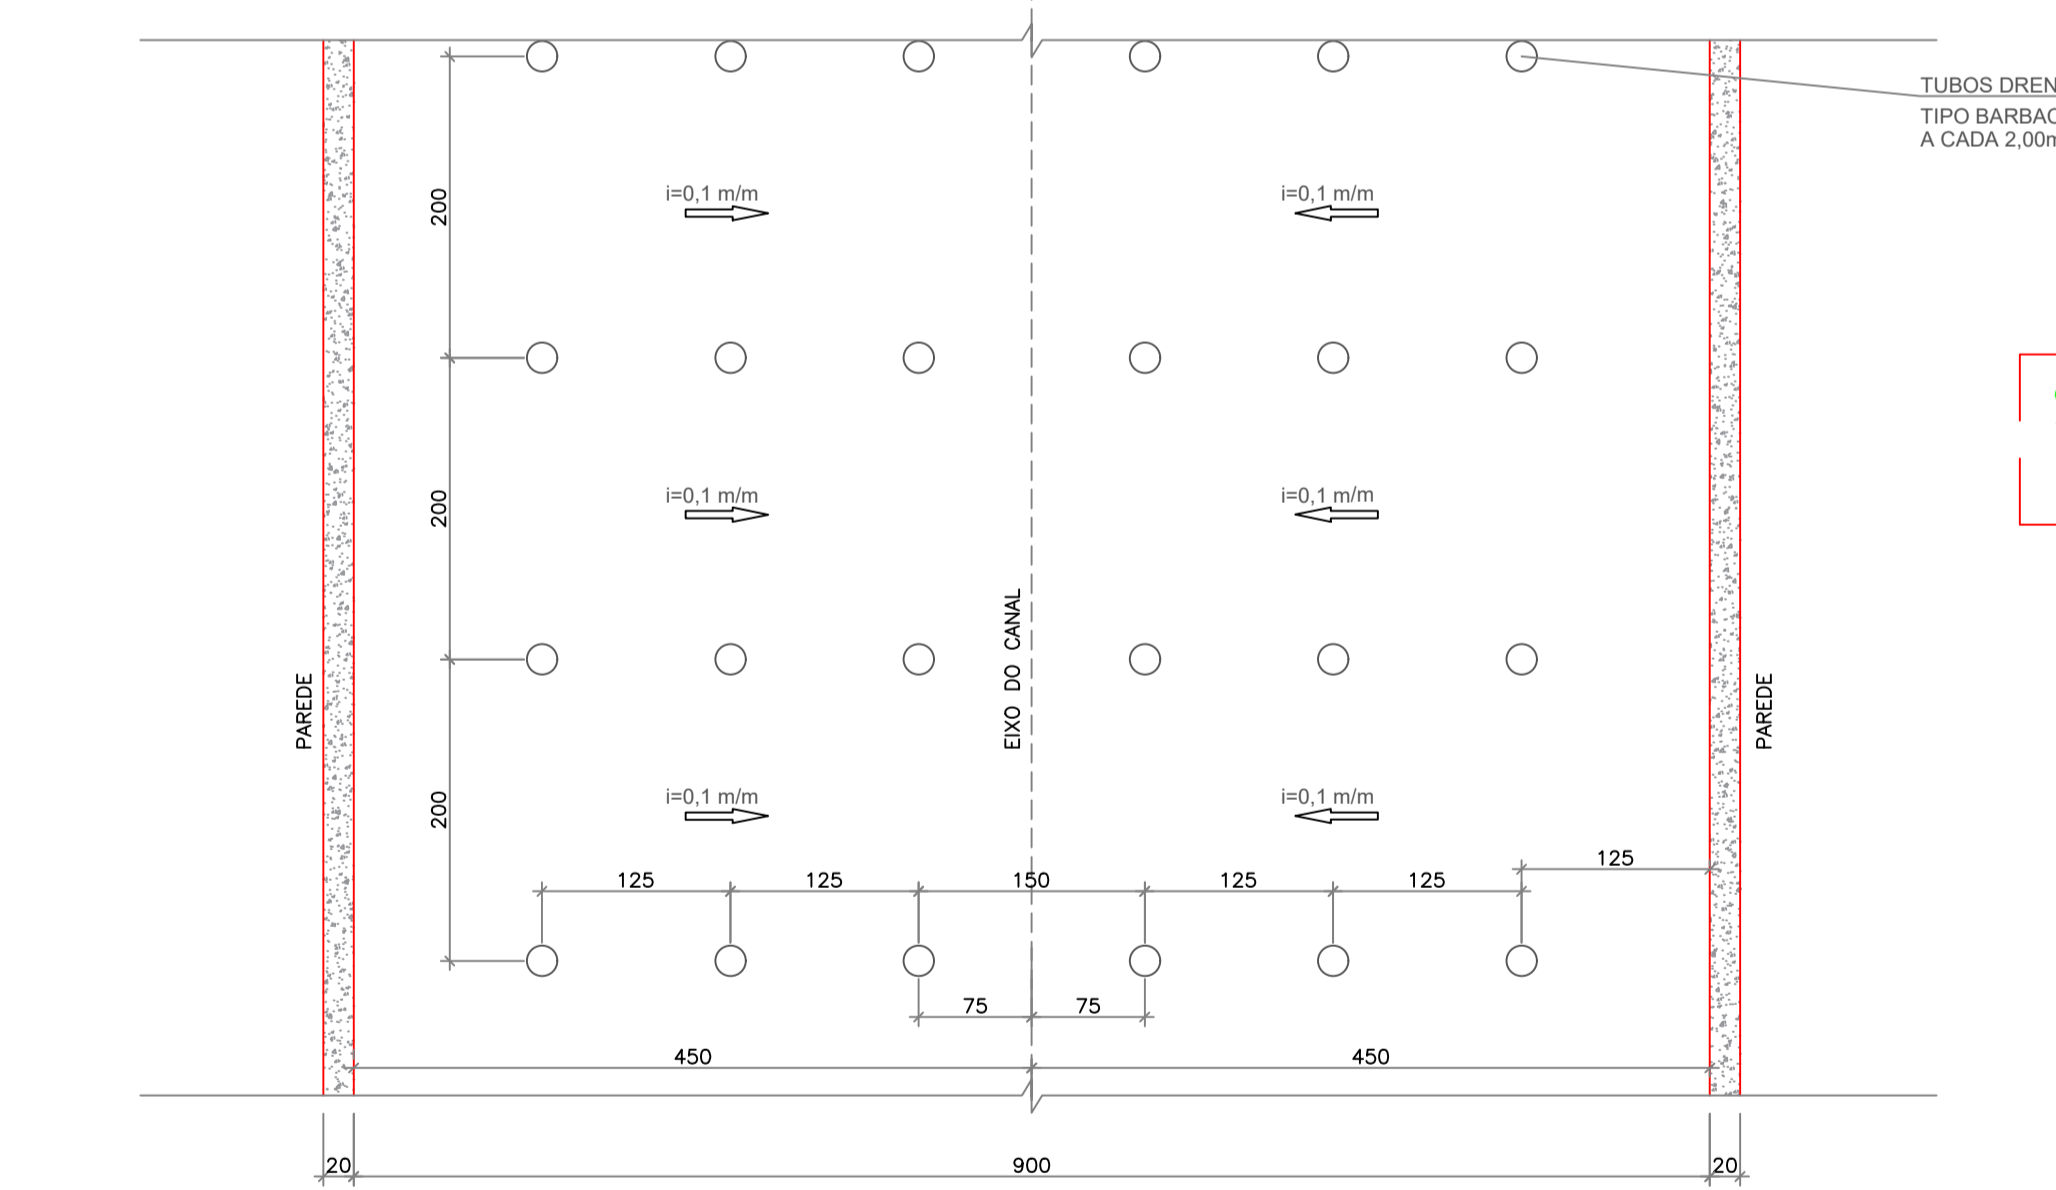 TUBOS DREN
TIPO BARBAC
A CADA 2,00m
i=0,1 m/m
i=0,1 m/m
200
i=0,1 m/m
i=0,1 m/m
200
PAREDE
EIXO DO CANAL
PAREDE
i=0,1 m/m
i=0,1 m/m
200
125
125
125
150
125
125
75
75
450
450
20
900
20